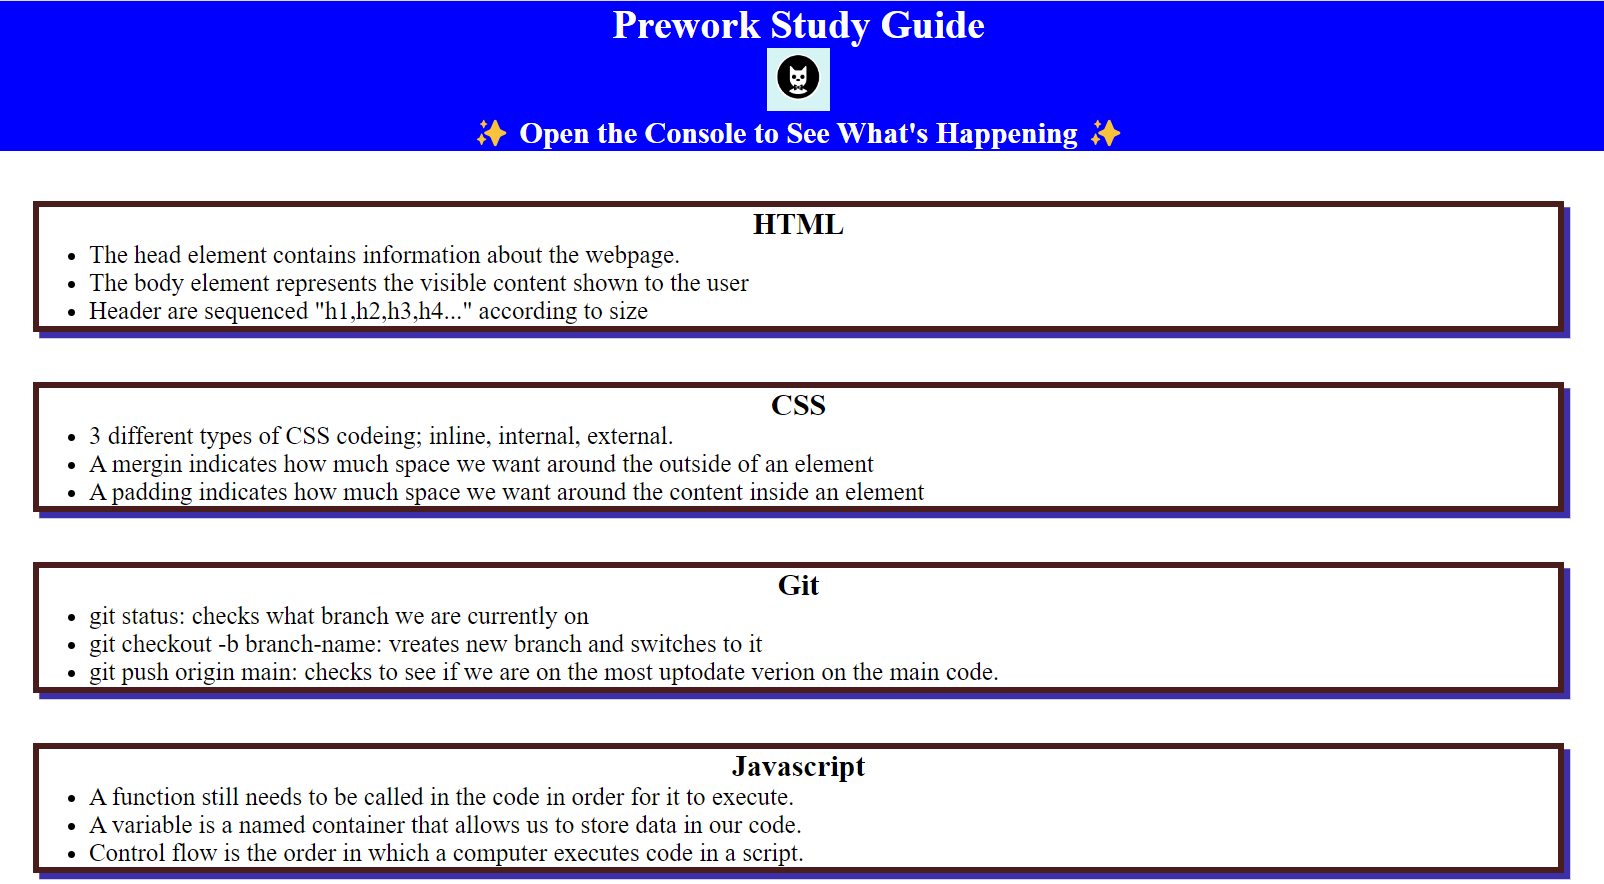 Prework Study Guide
✨ Open the Console to See What's Happening ✨
HTML
• The head element contains information about the webpage.
• The body element represents the visible content shown to the user
• Header are sequenced "h1,h2,h3,h4..." according to size
CSS
• 3 different types of CSS codeing; inline, internal, external.
• A mergin indicates how much space we want around the outside of an element
• A padding indicates how much space we want around the content inside an element
Git
• git status: checks what branch we are currently on
• git checkout -b branch-name: vreates new branch and switches to it
• git push origin main: checks to see if we are on the most uptodate verion on the main code.
Javascript
• A function still needs to be called in the code in order for it to execute.
• A variable is a named container that allows us to store data in our code.
• Control flow is the order in which a computer executes code in a script.